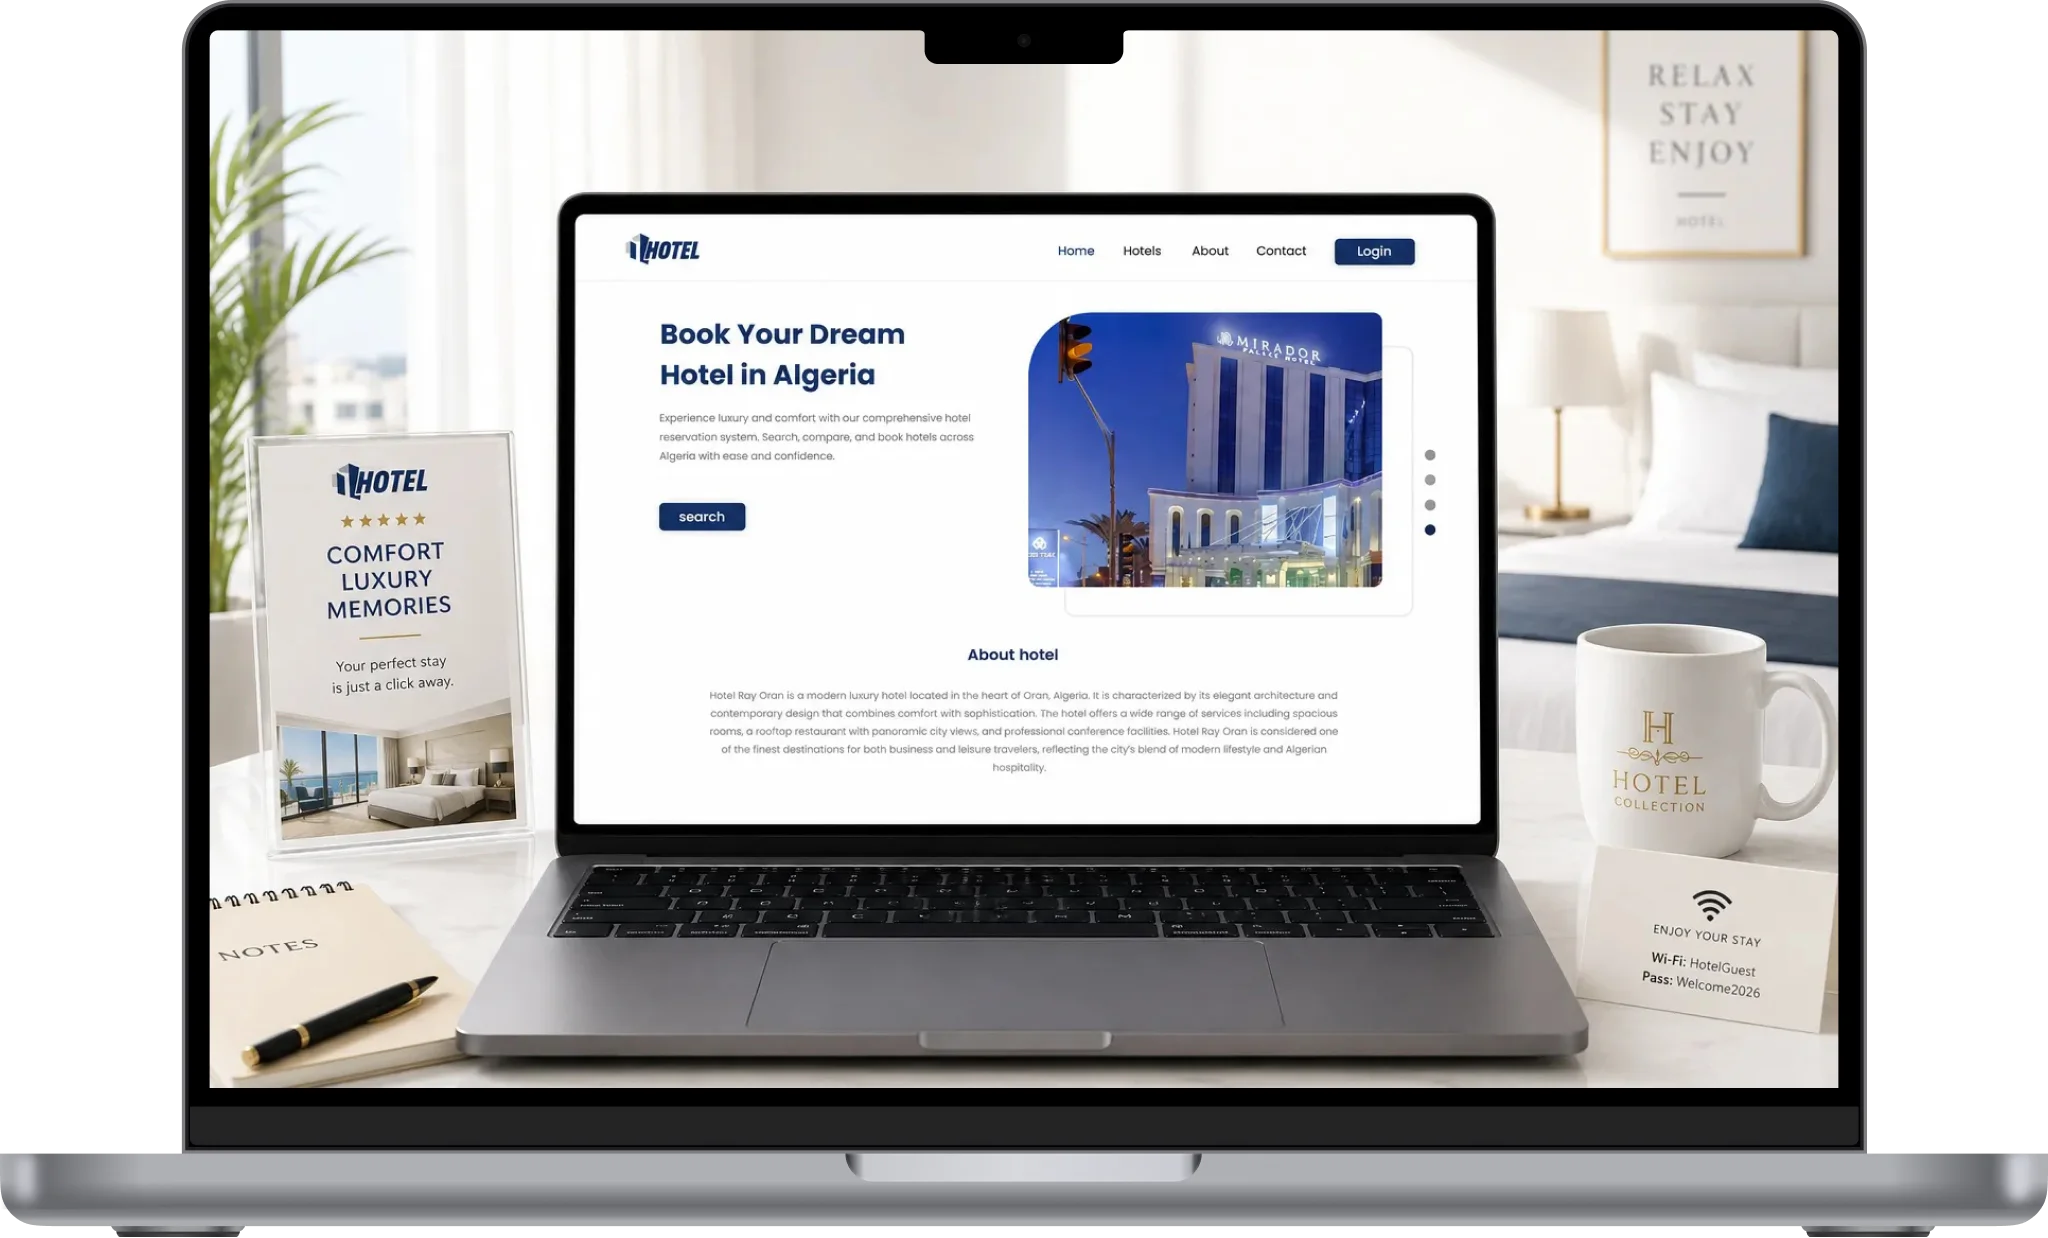 RELAX
STAY
ENJOY
HOTEL
HOTEL
Home
Hotels
About
Contact
Login
Book Your Dream
Hotel in Algeria
Experience luxury and comfort with our comprehensive hotel
reservation system. Search, compare, and book hotels across
Algeria with ease and confidence.
search
MIRADOR
PALACE HOTEL
About hotel
Hotel Ray Oran is a modern luxury hotel located in the heart of Oran, Algeria. It is characterized by its elegant architecture and
contemporary design that combines comfort with sophistication. The hotel offers a wide range of services including spacious
rooms, a rooftop restaurant with panoramic city views, and professional conference facilities. Hotel Ray Oran is considered one
of the finest destinations for both business and leisure travelers, reflecting the city's blend of modern lifestyle and Algerian
hospitality.
HOTEL
COMFORT
LUXURY
MEMORIES
Your perfect stay
is just a click away.
NOTES
H
HOTEL
COLLECTION
ENJOY YOUR STAY
Wi-Fi: HotelGuest
Pass: Welcome2026